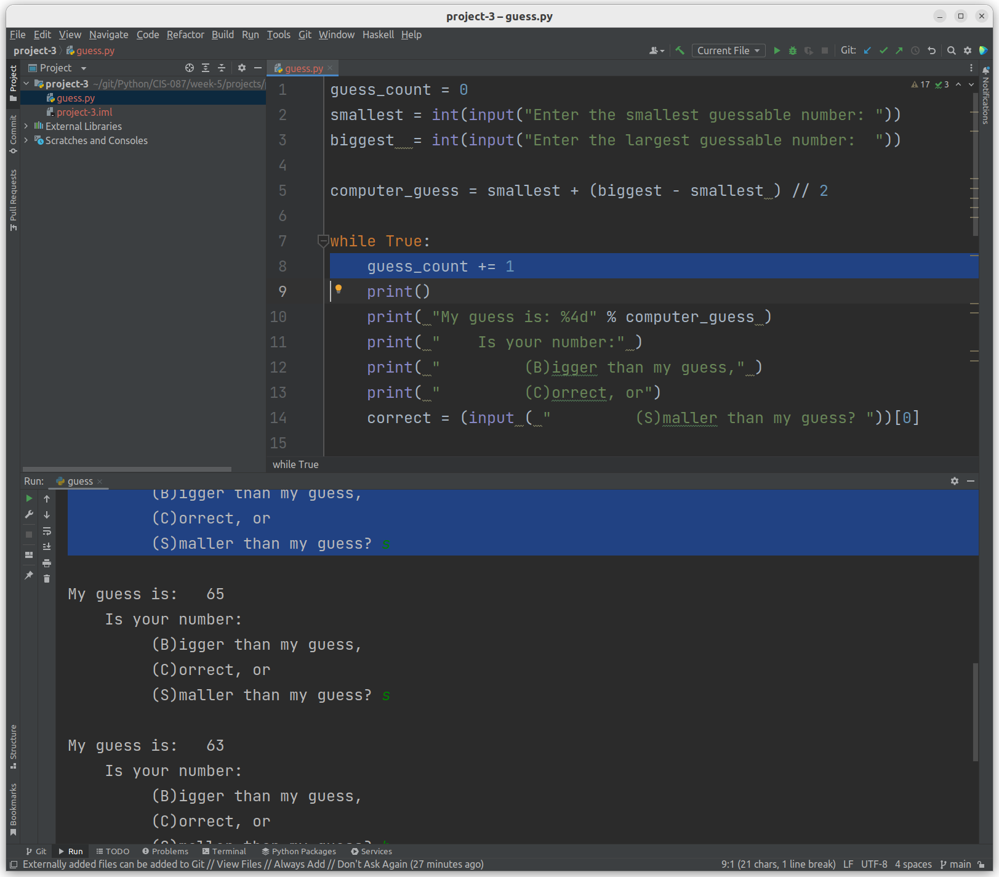 project-3 – guess.py
File Edit View Navigate Code Refactor Build Run Tools Git Window Haskell Help
project-3 guess.py Current File Git:
Project
guess.py
17 3
project-3 ~/git/Python/CIS-087/week-5/projects/
guess.py
project-3.iml
External Libraries
Scratches and Consoles
Project
Commit
Pull Requests
Structure
Bookmarks
Notifications
1 guess_count = 0
2 smallest = int(input("Enter the smallest guessable number: "))
3 biggest  = int(input("Enter the largest guessable number:  "))
4
5 computer_guess = smallest + (biggest - smallest ) // 2
6
7 while True:
8     guess_count += 1
9     print()
10     print( "My guess is: %4d" % computer_guess )
11     print( "    Is your number:" )
12     print( "         (B)igger than my guess," )
13     print( "         (C)orrect, or")
14     correct = (input ( "         (S)maller than my guess? "))[0]
15
while True
Run: guess
(B)igger than my guess,
(C)orrect, or
(S)maller than my guess? s
My guess is:   65
Is your number:
(B)igger than my guess,
(C)orrect, or
(S)maller than my guess? s
My guess is:   63
Is your number:
(B)igger than my guess,
(C)orrect, or
Git Run TODO Problems Terminal Python Packages Services
Externally added files can be added to Git // View Files // Always Add // Don't Ask Again (27 minutes ago) 9:1 (21 chars, 1 line break) LF UTF-8 4 spaces main